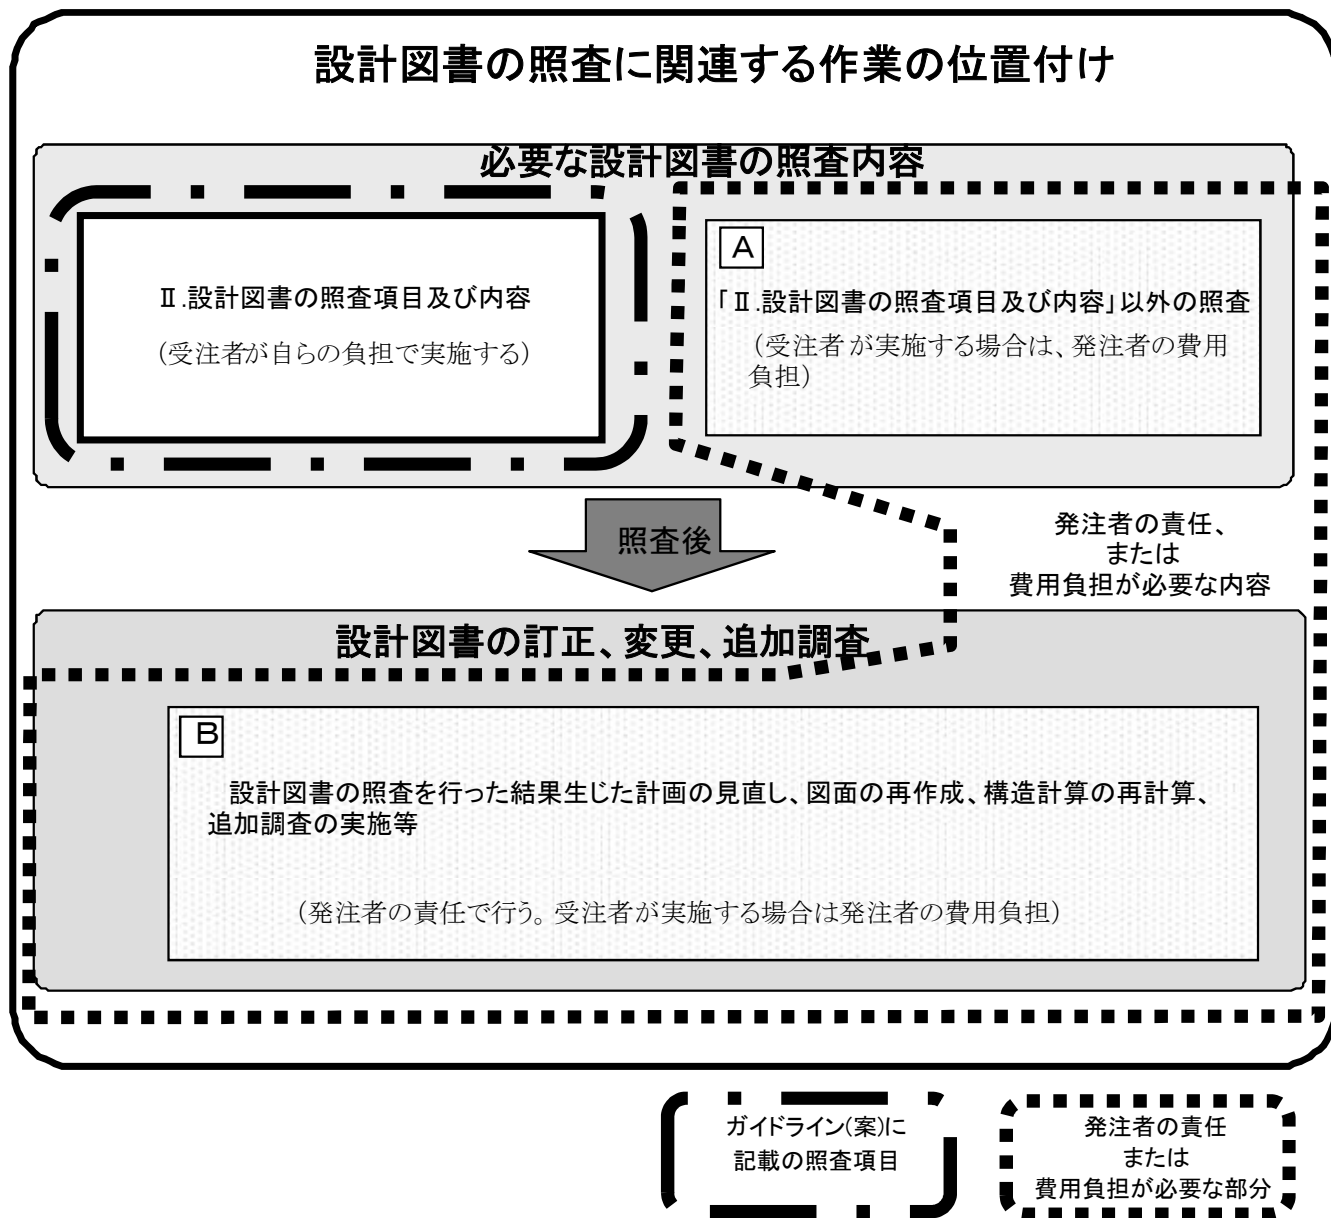 設計図書の照査に関連する作業の位置付け
必要な設計図書の照査内容
Ⅱ.設計図書の照査項目及び内容
(受注者が自らの負担で実施する)
A
「Ⅱ.設計図書の照査項目及び内容」以外の照査
(受注者が実施する場合は、発注者の費用
負担)
照査後
発注者の責任、
または
費用負担が必要な内容
設計図書の訂正、変更、追加調査
B
設計図書の照査を行った結果生じた計画の見直し、図面の再作成、構造計算の再計算、
追加調査の実施等
(発注者の責任で行う。受注者が実施する場合は発注者の費用負担)
ガイドライン(案)に
記載の照査項目
発注者の責任
または
費用負担が必要な部分